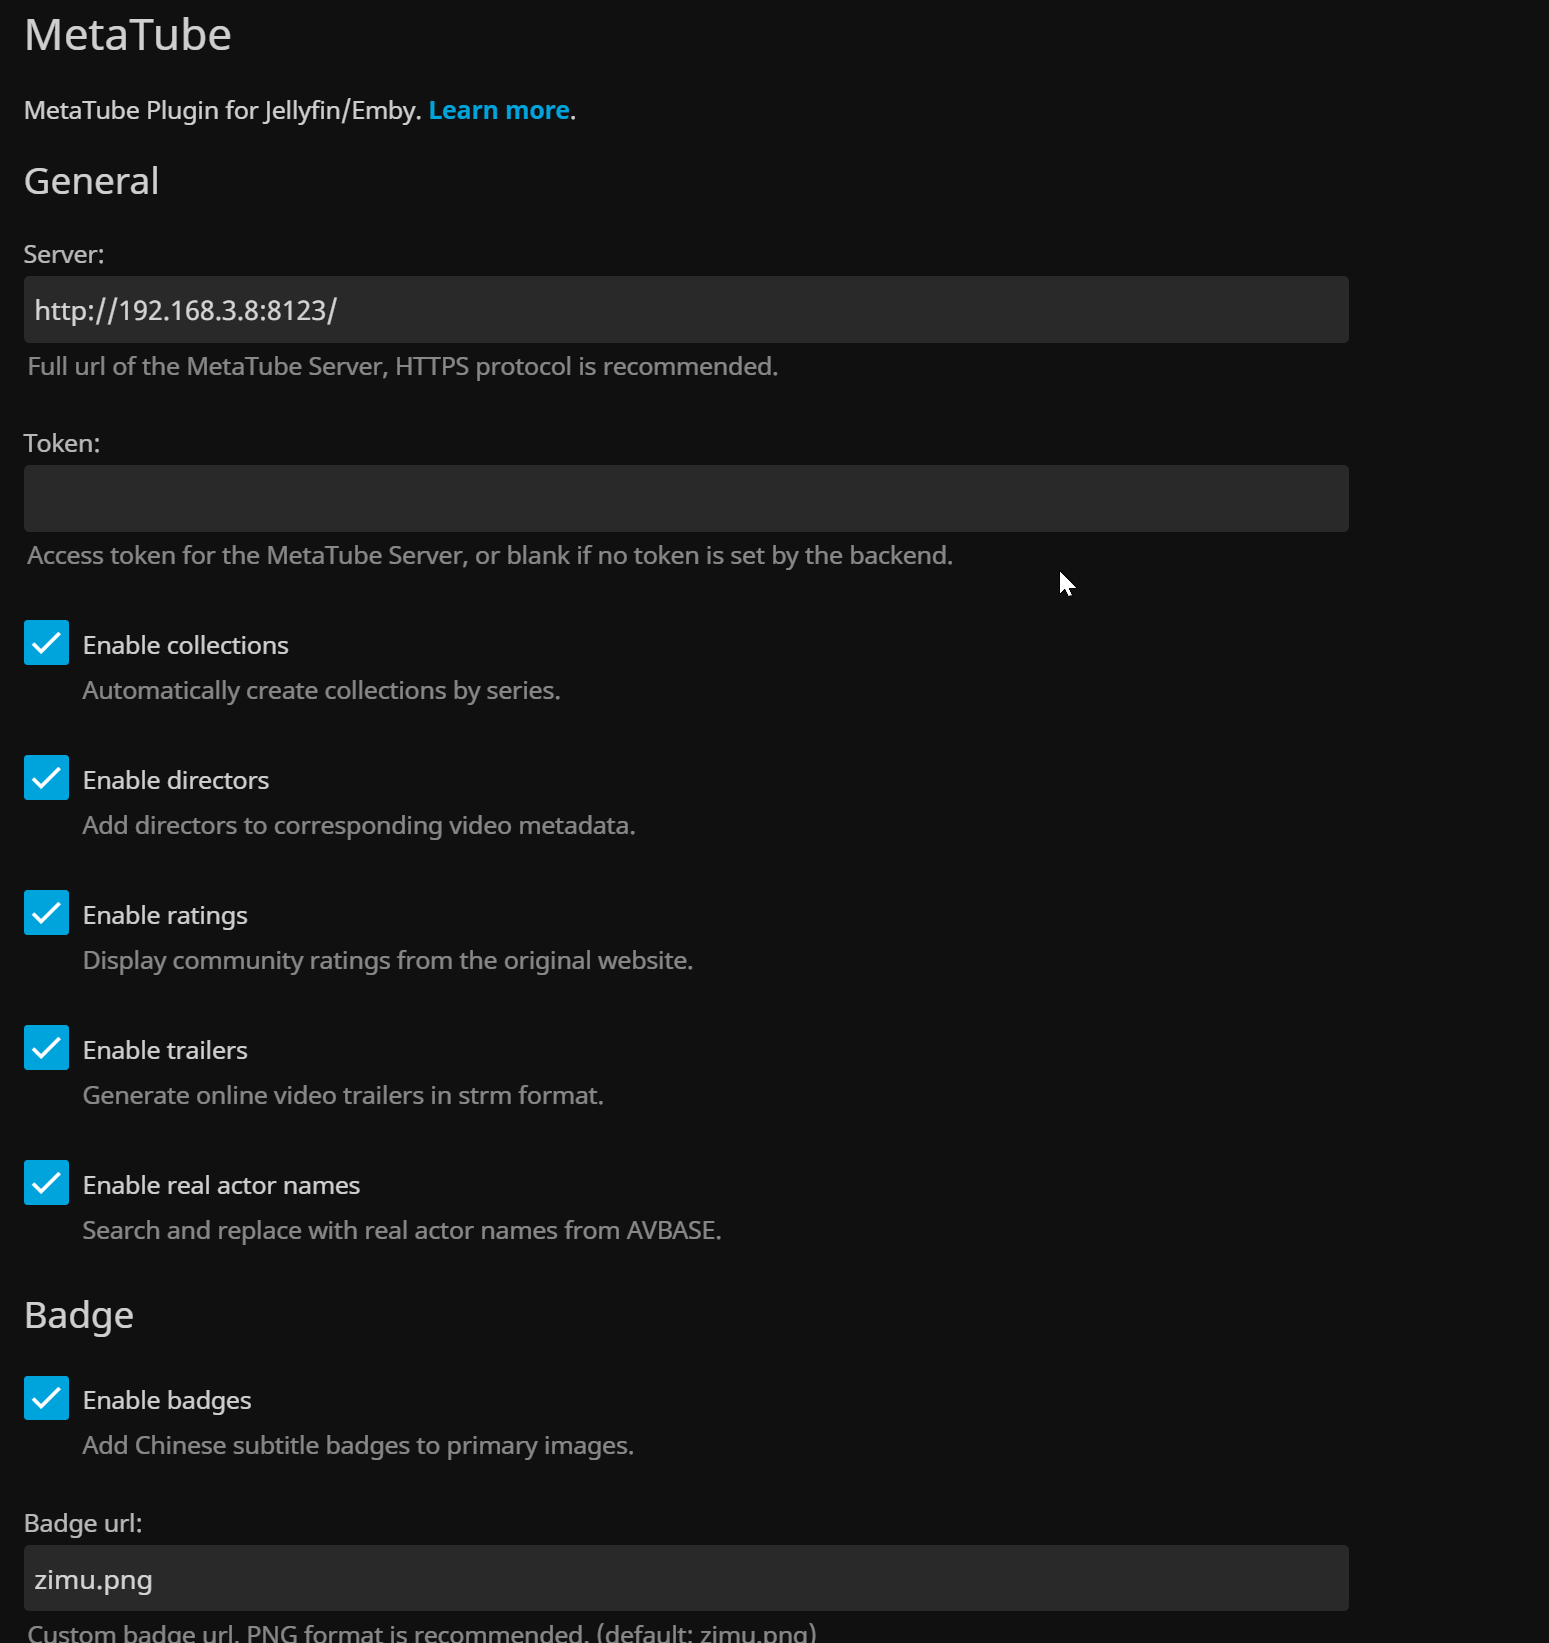 MetaTube
MetaTube Plugin for Jellyfin/Emby. Learn more.
General
Server:
http://192.168.3.8:8123/
Full url of the MetaTube Server, HTTPS protocol is recommended.
Token:
Access token for the MetaTube Server, or blank if no token is set by the backend.
Enable collections
Automatically create collections by series.
Enable directors
Add directors to corresponding video metadata.
Enable ratings
Display community ratings from the original website.
Enable trailers
Generate online video trailers in strm format.
Enable real actor names
Search and replace with real actor names from AVBASE.
Badge
Enable badges
Add Chinese subtitle badges to primary images.
Badge url:
zimu.png
Custom badge url, PNG format is recommended. (default: zimu.png)